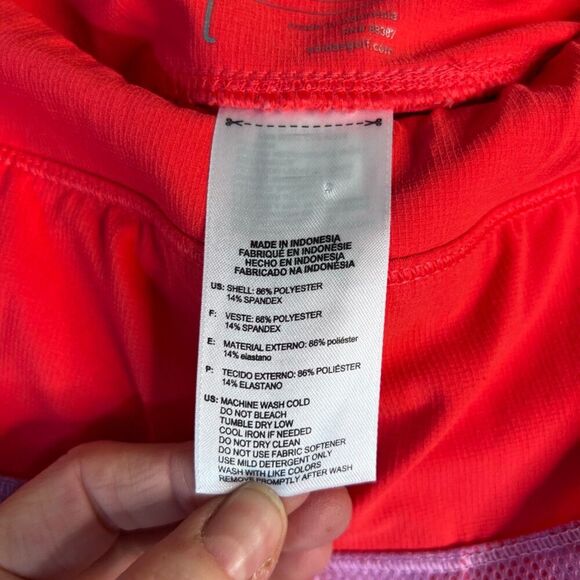 MADE IN INDONESIA
FABRIQUÉ EN INDONÉSIE
HECHO EN INDONESIA
FABRICADO NA INDONÉSIA
US: SHELL: 86% POLYESTER
14% SPANDEX
F: VESTE: 86% POLYESTER
14% SPANDEX
E: MATERIAL EXTERNO: 86% poliéster
14% elastano
P: TECIDO EXTERNO: 86% POLIÉSTER
14% ELASTANO
US: MACHINE WASH COLD
DO NOT BLEACH
TUMBLE DRY LOW
COOL IRON IF NEEDED
DO NOT DRY CLEAN
DO NOT USE FABRIC SOFTENER
USE MILD DETERGENT ONLY
WASH WITH LIKE COLORS
REMOVE PROMPTLY AFTER WASH